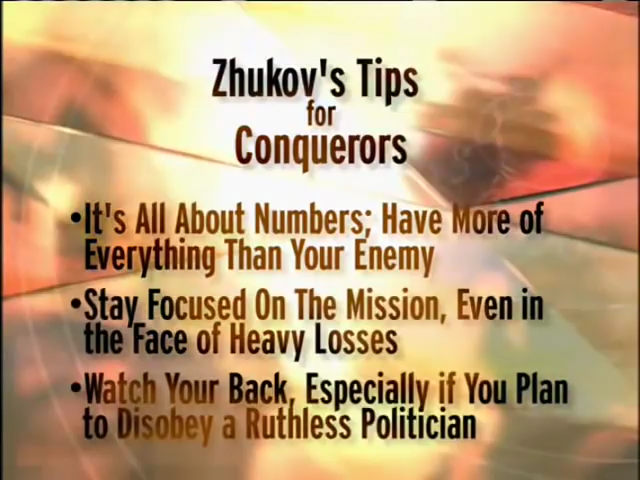 Zhukov's Tips
for
Conquerors
•It's All About Numbers; Have More of
Everything Than Your Enemy
•Stay Focused On The Mission, Even in
the Face of Heavy Losses
•Watch Your Back, Especially if You Plan
to Disobey a Ruthless Politician